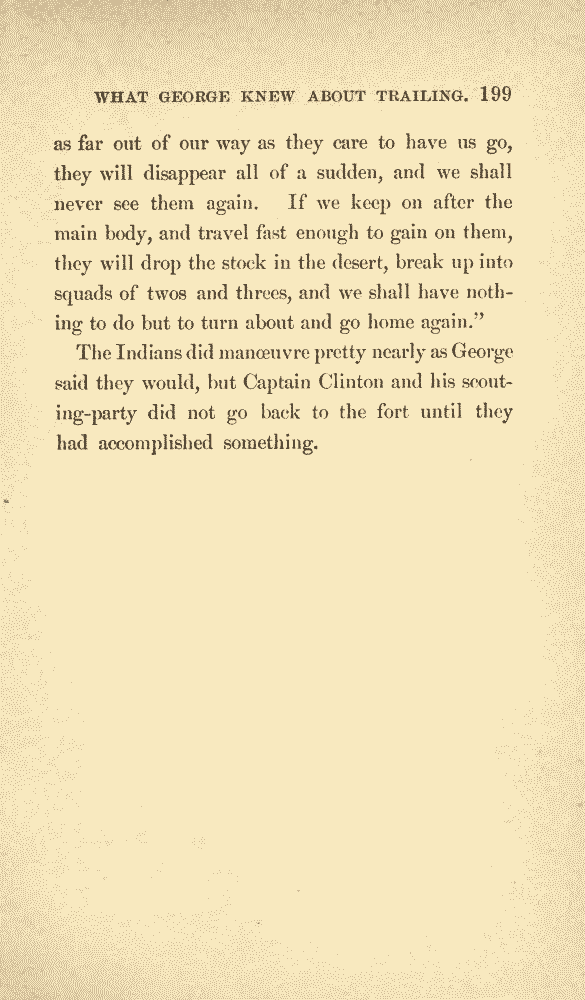 WHAT GEORGE KNEW ABOUT TRAILING. 199
as far out of our way as they care to have us go,
they will disappear all of a sudden, and we shall
never see them again. If we keep on after the
main body, and travel fast enough to gain on them,
they will drop the stock in the desert, break up into
squads of twos and threes, and we shall have noth-
ing to do but to turn about and go home again.”
The Indians did manœuvre pretty nearly as George
said they would, but Captain Clinton and his scout-
ing-party did not go back to the fort until they
had accomplished something.